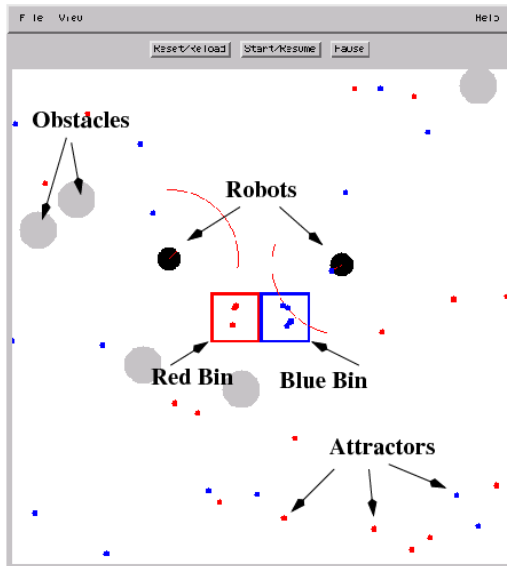 File View Help
Reset/Reload Start/Resume Pause
Obstacles
Robots
Red Bin
Blue Bin
Attractors